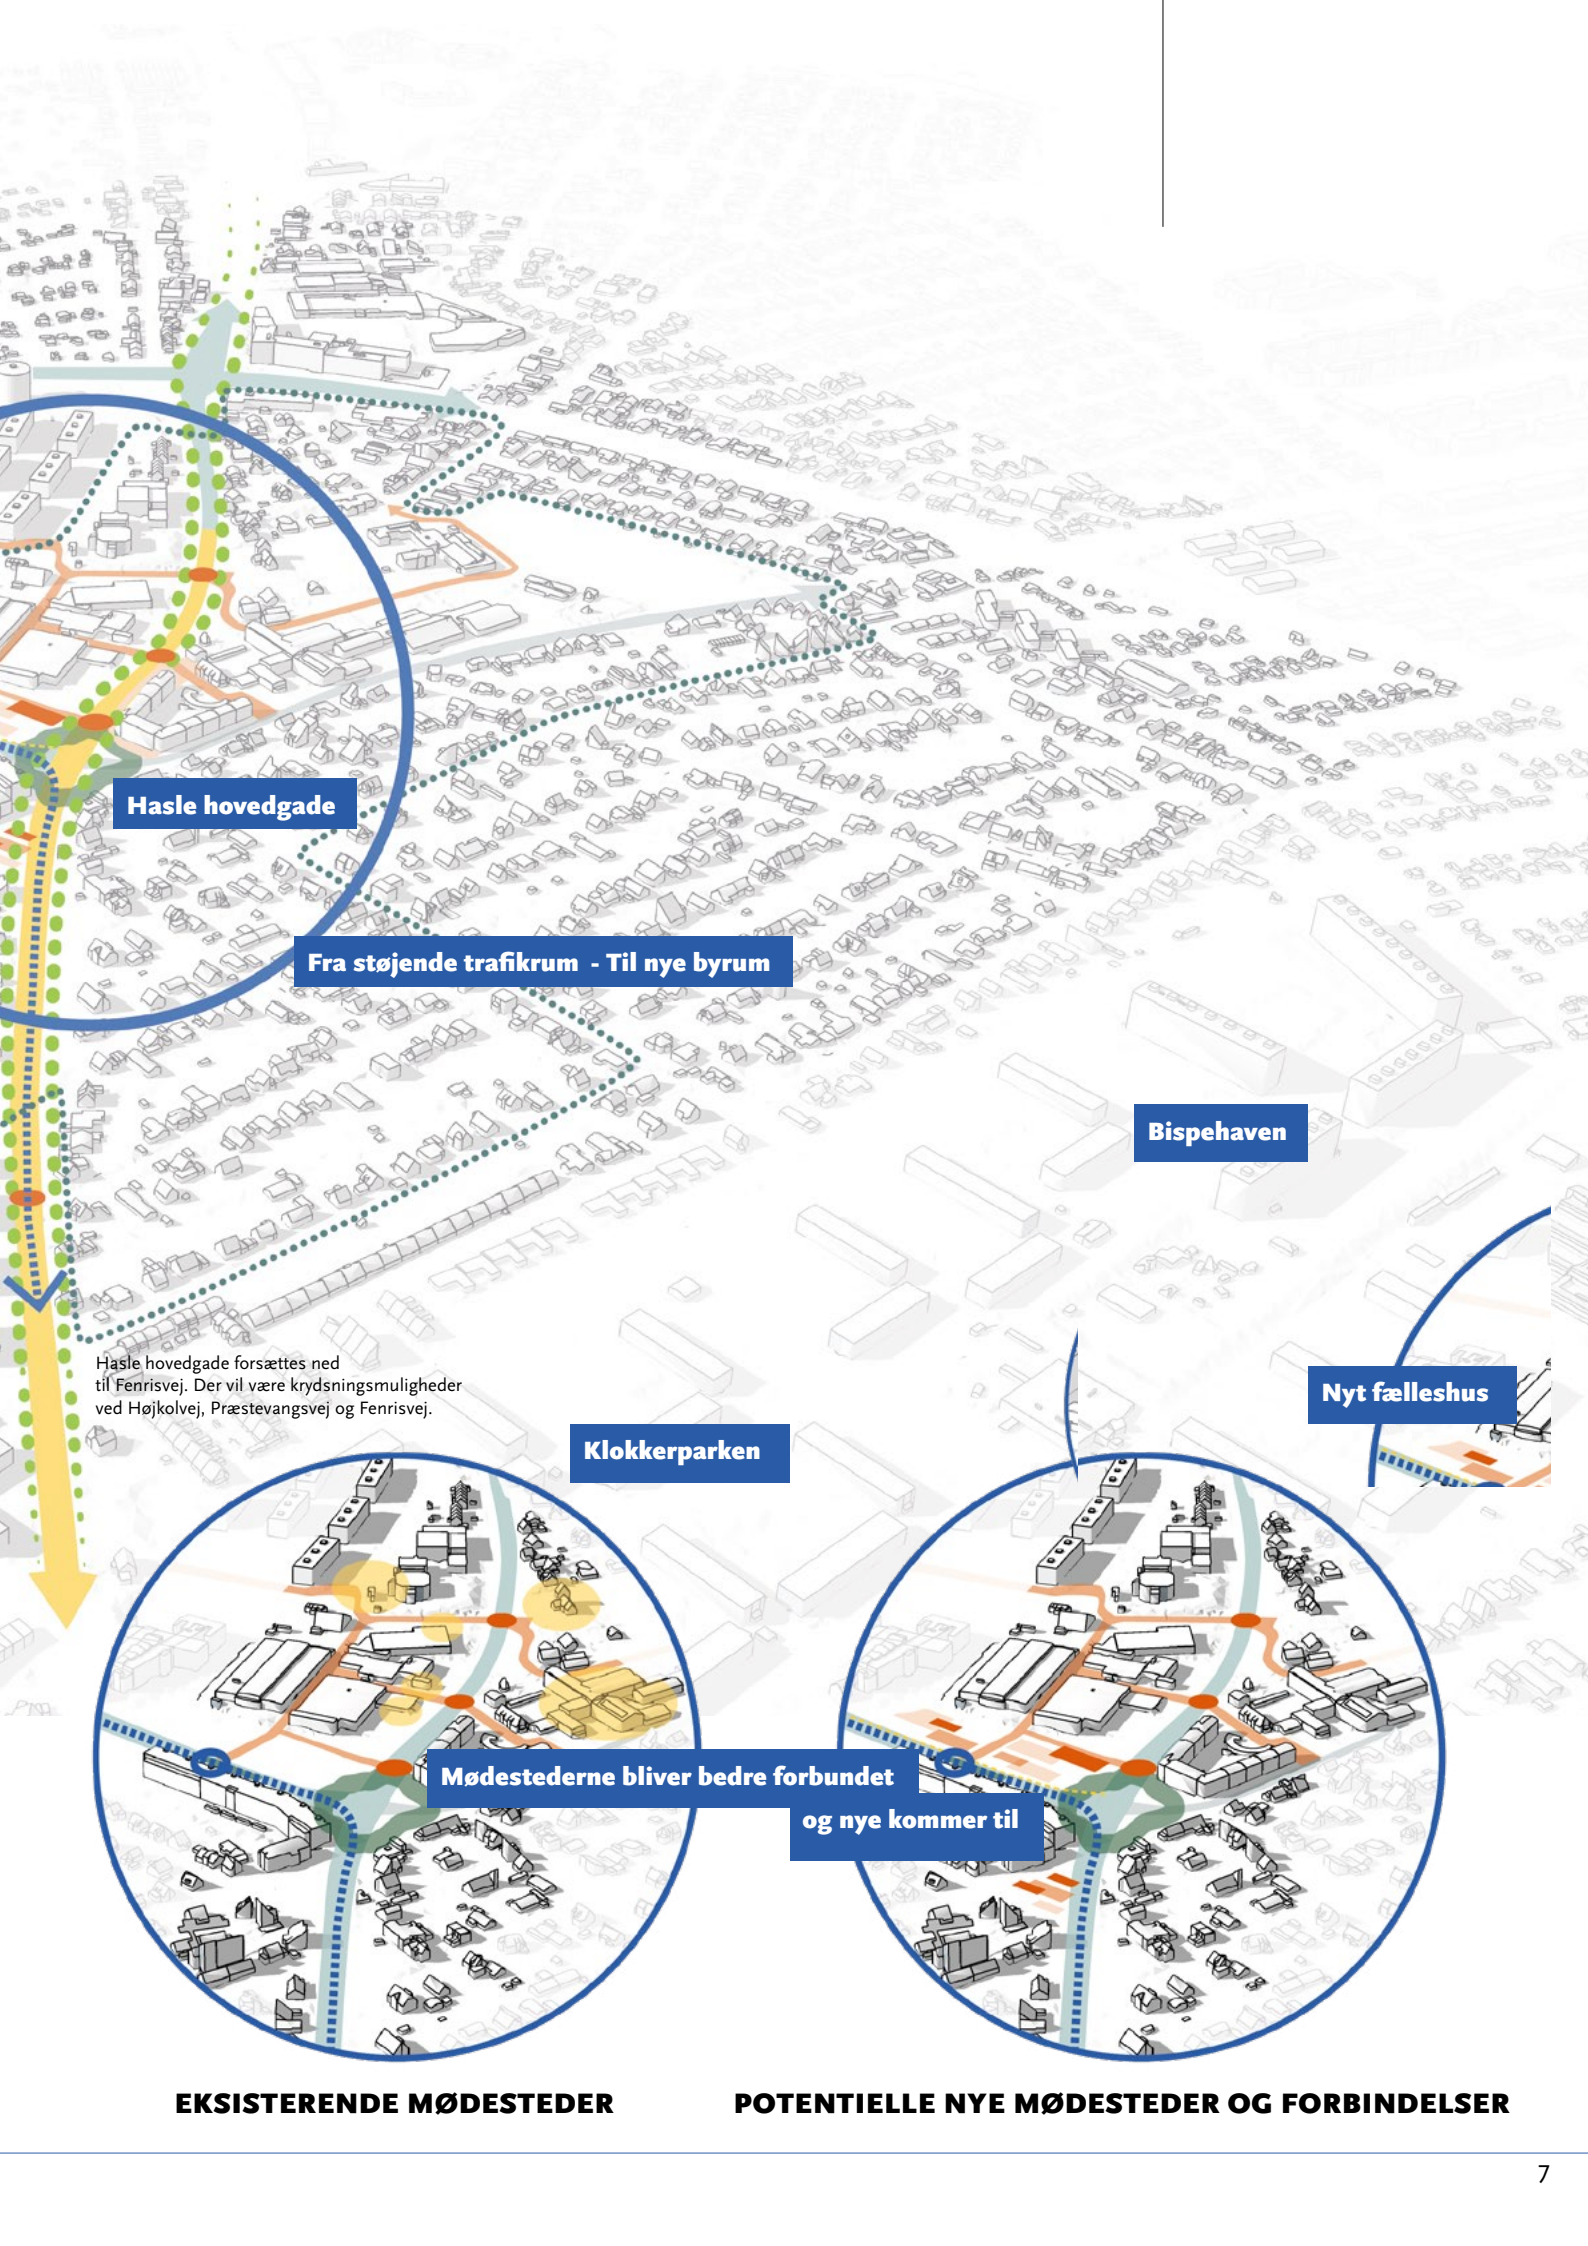 Hasle hovedgade
Fra støjende trafikrum - Til nye byrum
Bispehaven
Hasle hovedgade forsættes ned
til Fenrisvej. Der vil være krydsningsmuligheder
ved Højkolvej, Præstevangsvej og Fenrisvej.
Nyt fælleshus
Klokkerparken
Mødestederne bliver bedre forbundet
og nye kommer til
EKSISTERENDE MØDESTEDER
POTENTIELLE NYE MØDESTEDER OG FORBINDELSER
7